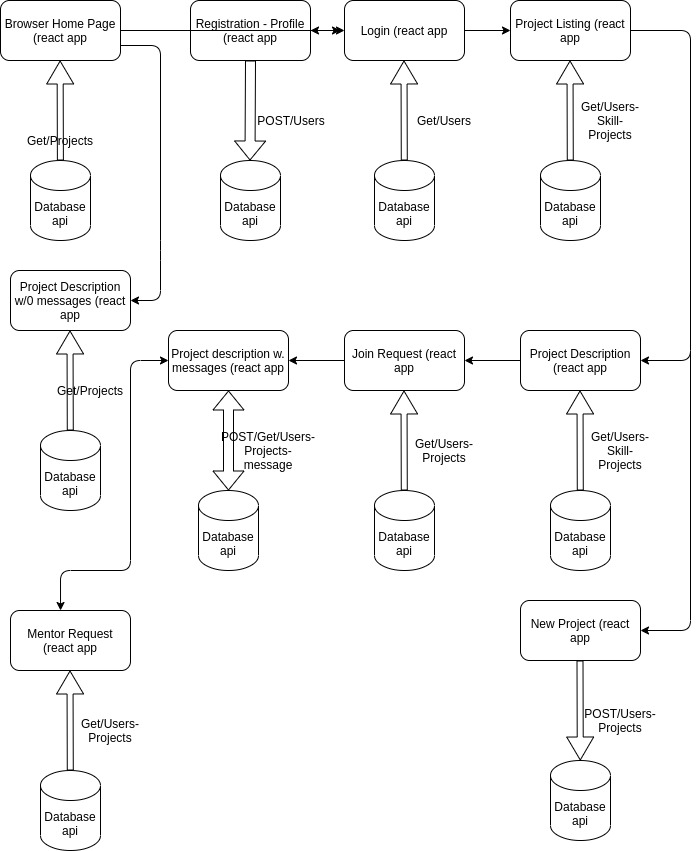 Browser Home Page
(react app
Registration - Profile
(react app
Login (react app
Project Listing (react
app
Get/Projects
POST/Users
Get/Users
Get/Users-
Skill-
Projects
Database
api
Database
api
Database
api
Database
api
Project Description
w/0 messages (react
app
Project description w.
messages (react app
Join Request (react
app
Project Description
(react app
Get/Projects
POST/Get/Users-
Projects-
message
Get/Users-
Projects
Get/Users-
Skill-
Projects
Database
api
Database
api
Database
api
Database
api
Mentor Request
(react app
New Project (react
app
Get/Users-
Projects
POST/Users-
Projects
Database
api
Database
api